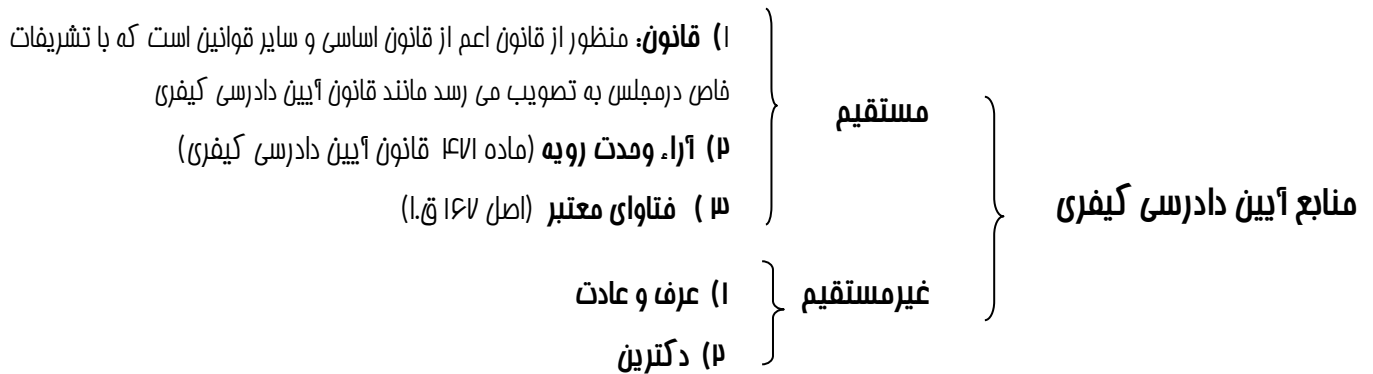 منابع آیین دادرسی کیفری
مستقیم
۱) قانون: منظور از قانون اعم از قانون اساسی و سایر قوانین است که با تشریفات
خاص درمجلس به تصویب می رسد مانند قانون آیین دادرسی کیفری
۲) آراء وحدت رویه (ماده ۴۷۱ قانون آیین دادرسی کیفری)
۳ ) فتاوای معتبر (اصل ۱۶۷ ق.ا)
غیرمستقیم
۱) عرف و عادت
۲) دکترین